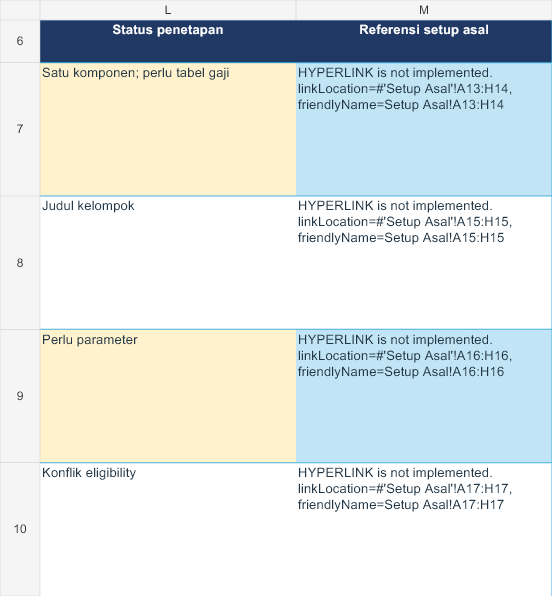 L M
6 Status penetapan Referensi setup asal
7 Satu komponen; perlu tabel gaji HYPERLINK is not implemented.
linkLocation=#'Setup Asal'!A13:H14,
friendlyName=Setup Asal!A13:H14
8 Judul kelompok HYPERLINK is not implemented.
linkLocation=#'Setup Asal'!A15:H15,
friendlyName=Setup Asal!A15:H15
9 Perlu parameter HYPERLINK is not implemented.
linkLocation=#'Setup Asal'!A16:H16,
friendlyName=Setup Asal!A16:H16
10 Konflik eligibility HYPERLINK is not implemented.
linkLocation=#'Setup Asal'!A17:H17,
friendlyName=Setup Asal!A17:H17